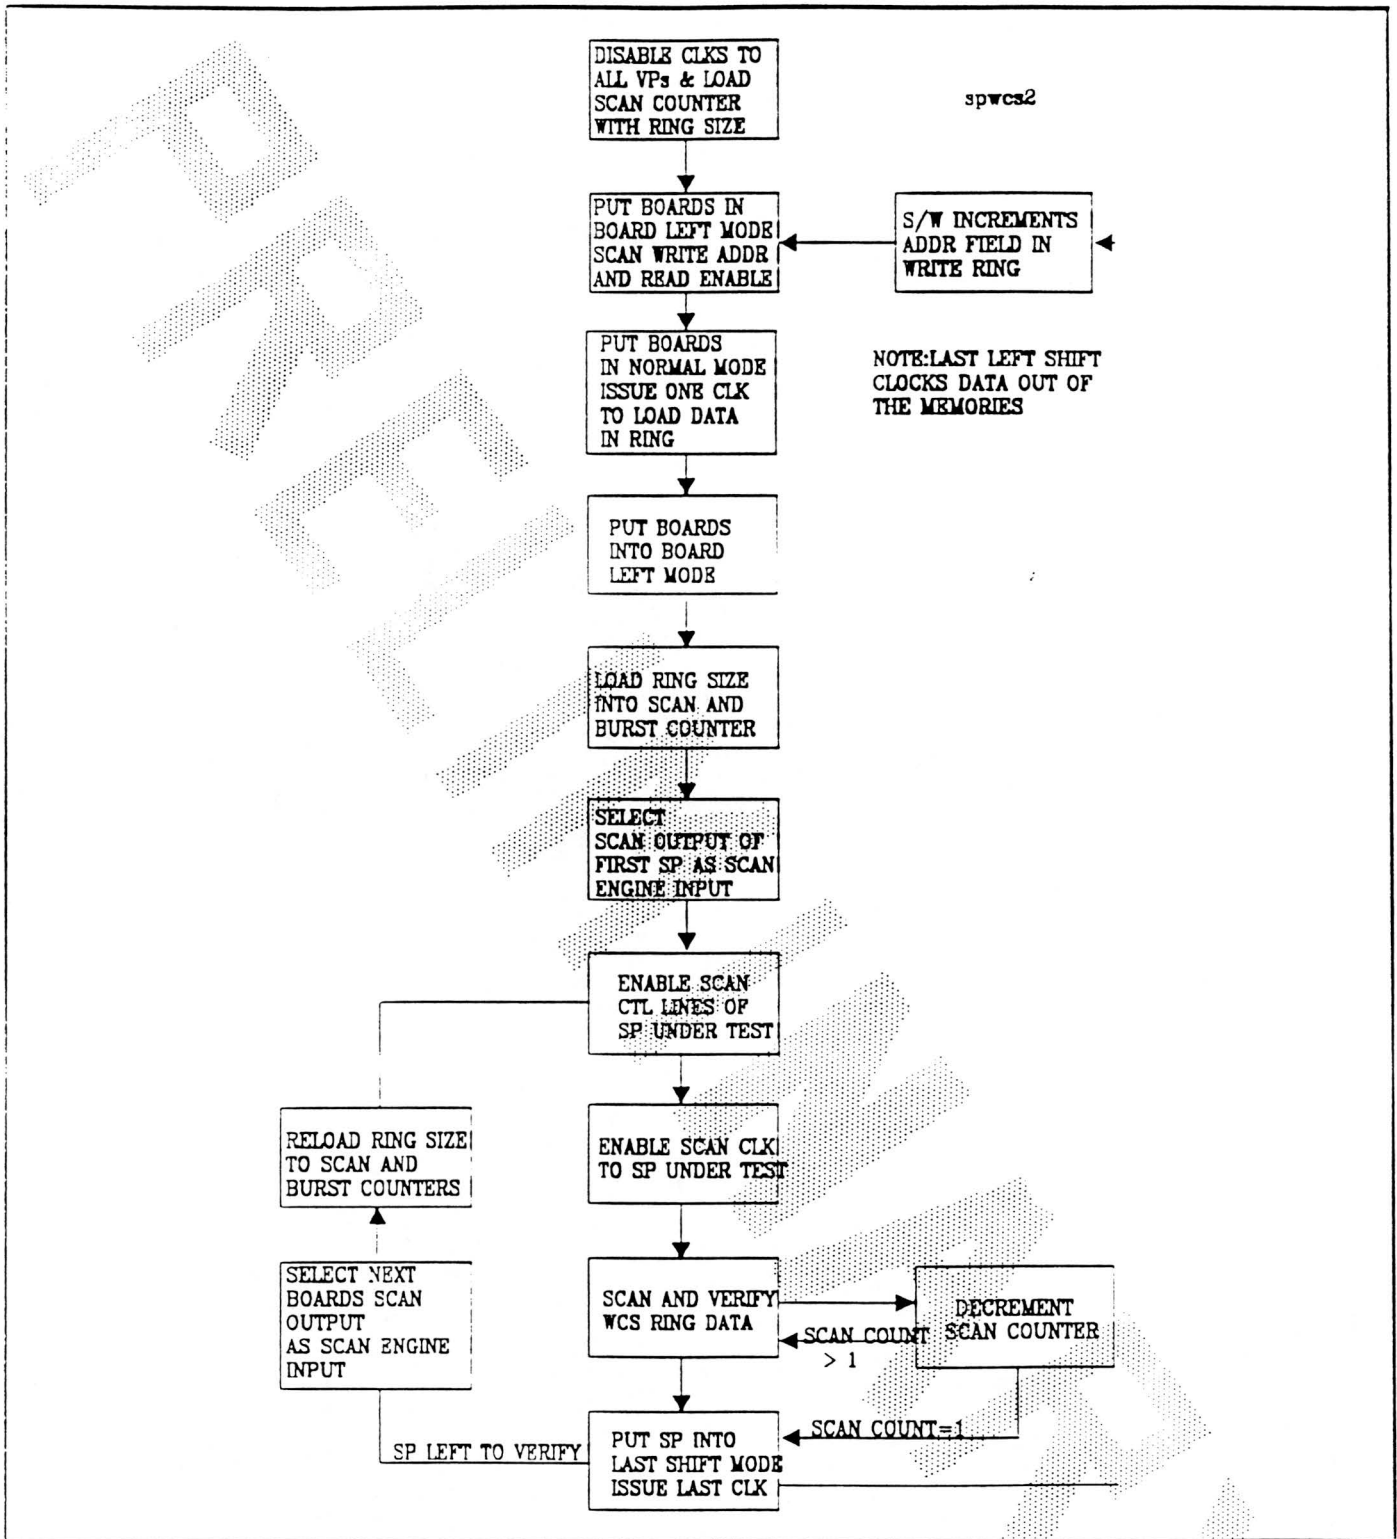 DISABLE CLKS TO
ALL VPs & LOAD
SCAN COUNTER
WITH RING SIZE
spwcs2
PUT BOARDS IN
BOARD LEFT MODE
SCAN WRITE ADDR
AND READ ENABLE
S/W INCREMENTS
ADDR FIELD IN
WRITE RING
PUT BOARDS
IN NORMAL MODE
ISSUE ONE CLK
TO LOAD DATA
IN RING
NOTE:LAST LEFT SHIFT
CLOCKS DATA OUT OF
THE MEMORIES
PUT BOARDS
INTO BOARD
LEFT MODE
LOAD RING SIZE
INTO SCAN AND
BURST COUNTER
SELECT
SCAN OUTPUT OF
FIRST SP AS SCAN
ENGINE INPUT
ENABLE SCAN
CTL LINES OF
SP UNDER TEST
RELOAD RING SIZE
TO SCAN AND
BURST COUNTERS
ENABLE SCAN CLK
TO SP UNDER TEST
SELECT NEXT
BOARDS SCAN
OUTPUT
AS SCAN ENGINE
INPUT
SCAN AND VERIFY
WCS RING DATA
SCAN COUNT
> 1
DECREMENT
SCAN COUNTER
SCAN COUNT=1
SP LEFT TO VERIFY
PUT SP INTO
LAST SHIFT MODE
ISSUE LAST CLK